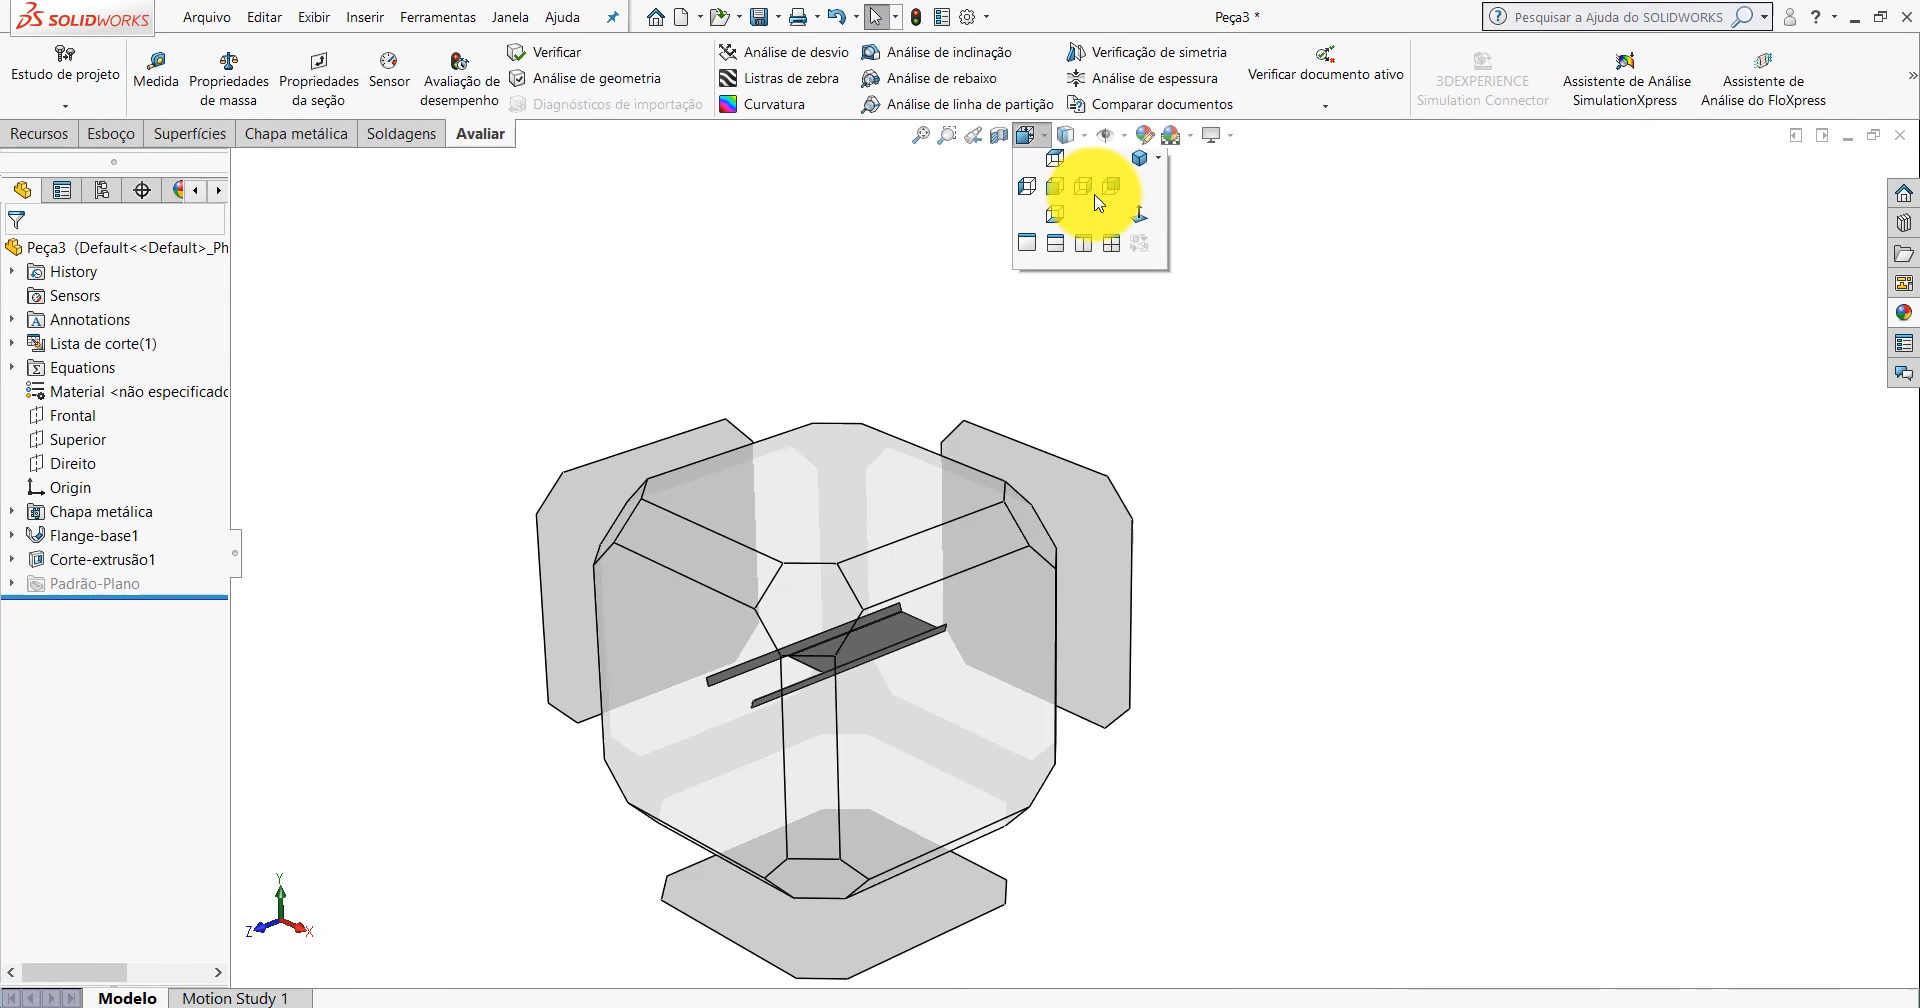 SOLIDWORKS
Arquivo Editar Exibir Inserir Ferramentas Janela Ajuda
Peça3 *
Pesquisar a Ajuda do SOLIDWORKS
Estudo de projeto
Medida
Propriedades de massa
Propriedades da seção
Sensor
Avaliação de desempenho
Verificar
Análise de geometria
Diagnósticos de importação
Análise de desvio
Listras de zebra
Curvatura
Análise de inclinação
Análise de rebaixo
Análise de linha de partição
Verificação de simetria
Análise de espessura
Comparar documentos
Verificar documento ativo
3DEXPERIENCE
Simulation Connector
Assistente de Análise
SimulationXpress
Assistente de
Análise do FloXpress
Recursos Esboço Superfícies Chapa metálica Soldagens Avaliar
Peça3 (Default<<Default>_Ph
History
Sensors
Annotations
Lista de corte(1)
Equations
Material <não especificado
Frontal
Superior
Direito
Origin
Chapa metálica
Flange-base1
Corte-extrusão1
Padrão-Plano
Y
Z
X
Modelo Motion Study 1